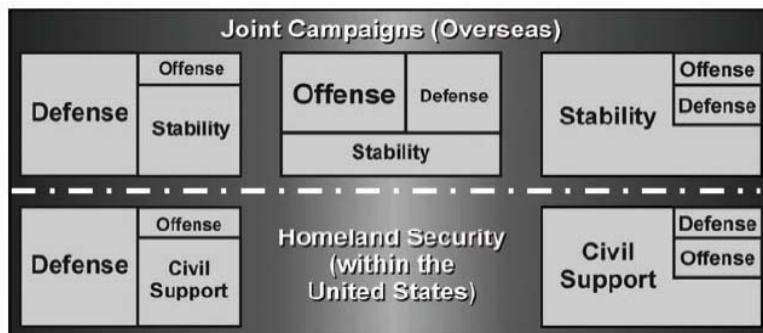 Joint Campaigns (Overseas)
Defense
Offense
Stability
Offense
Defense
Stability
Stability
Offense
Defense
Defense
Offense
Civil
Support
Homeland Security
(within the
United States)
Civil
Support
Defense
Offense